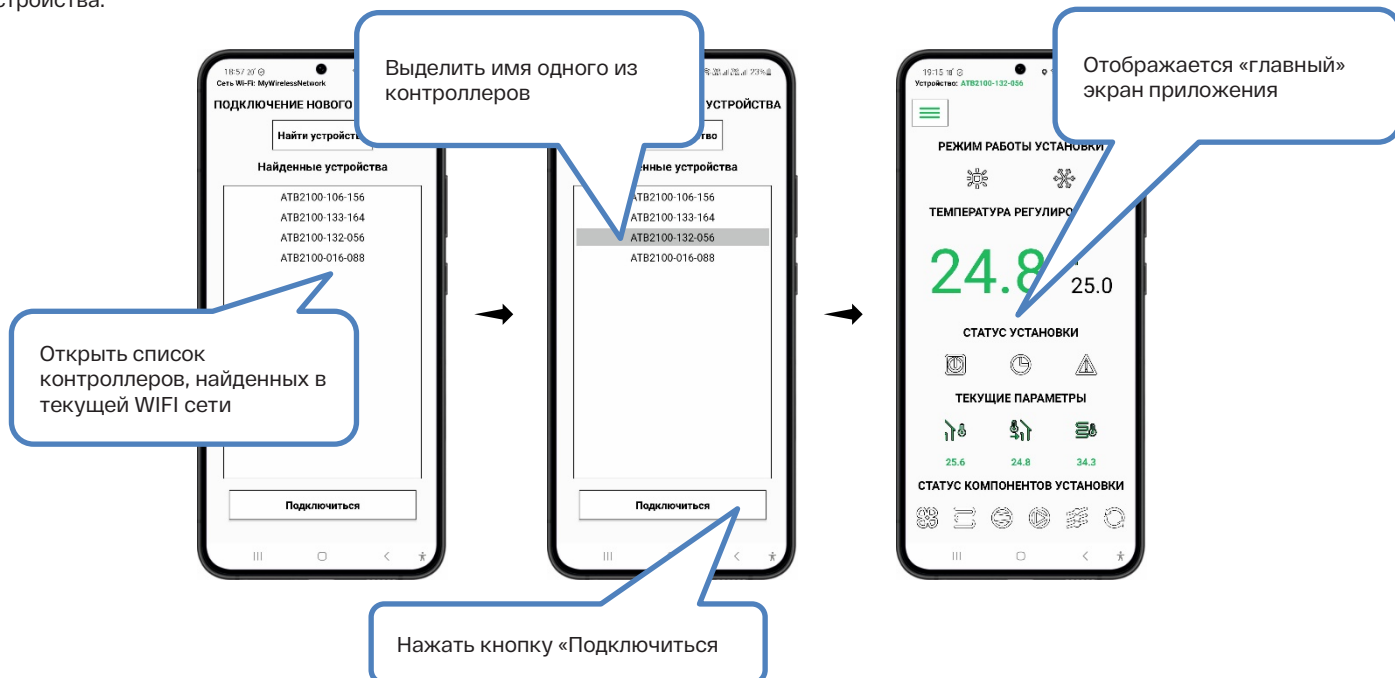 стройства.
18:57
Сеть Wi-Fi: MyWirelessNetwork
ПОДКЛЮЧЕНИЕ НОВОГО
Найти устройст
Найденные устройства
ATB2100-106-156
ATB2100-133-164
ATB2100-132-056
ATB2100-016-088
Подключиться
Открыть список
контроллеров, найденных в
текущей WIFI сети
Выделить имя одного из
контроллеров
23%
УСТРОЙСТВА
тво
енные устройства
ATB2100-106-156
ATB2100-133-164
ATB2100-132-056
ATB2100-016-088
Подключиться
Нажать кнопку «Подключиться
Отображается «главный»
экран приложения
19:15
Устройство: ATB2100-132-056
РЕЖИМ РАБОТЫ УСТАНОВКИ
ТЕМПЕРАТУРА РЕГУЛИРО
24.8
25.0
СТАТУС УСТАНОВКИ
ТЕКУЩИЕ ПАРАМЕТРЫ
25.6 24.8 34.3
СТАТУС КОМПОНЕНТОВ УСТАНОВКИ